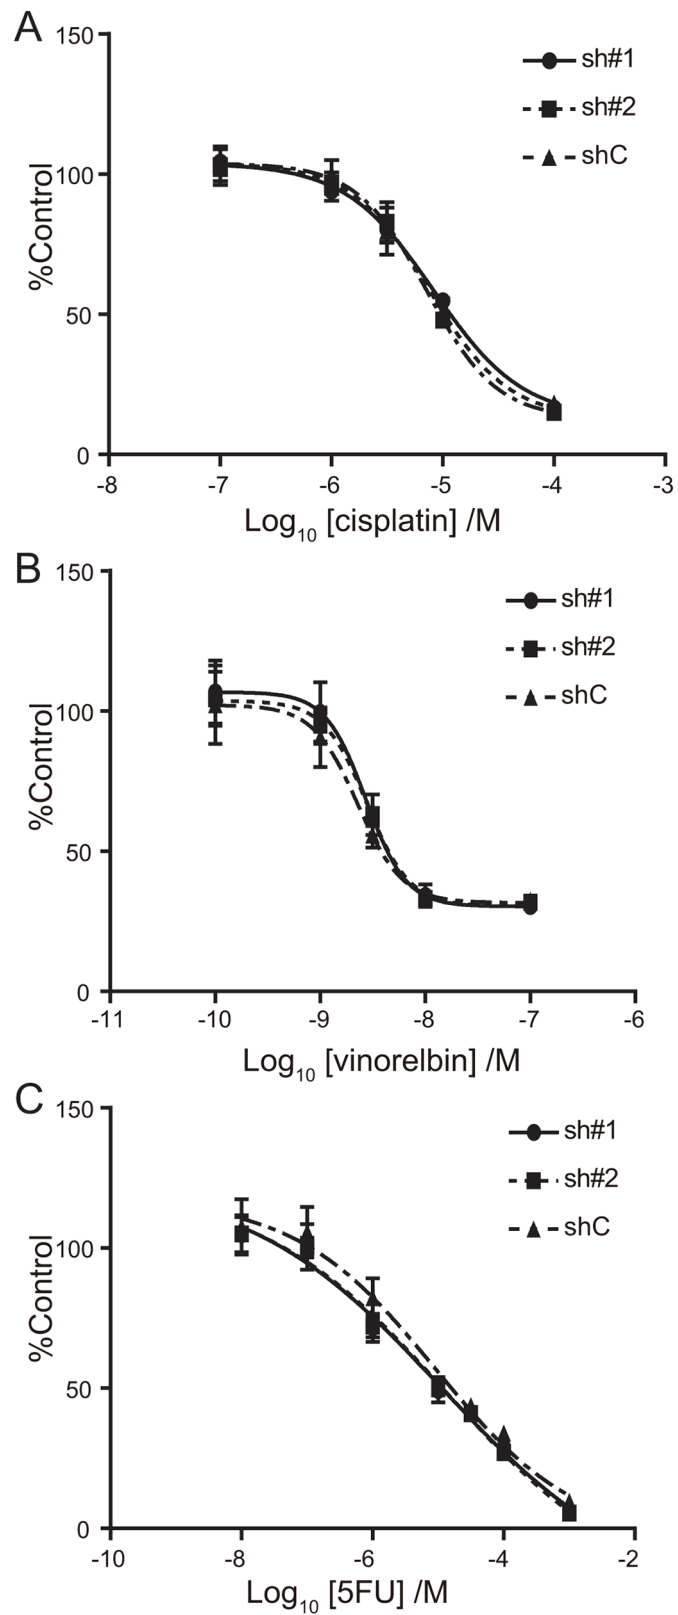 A
150
100
50
0
%Control
sh#1
sh#2
shC
-8 -7 -6 -5 -4 -3
Log10 [cisplatin] /M
B
150
100
50
0
%Control
sh#1
sh#2
shC
-11 -10 -9 -8 -7 -6
Log10 [vinorelbin] /M
C
150
100
50
0
%Control
sh#1
sh#2
shC
-10 -8 -6 -4 -2
Log10 [5FU] /M